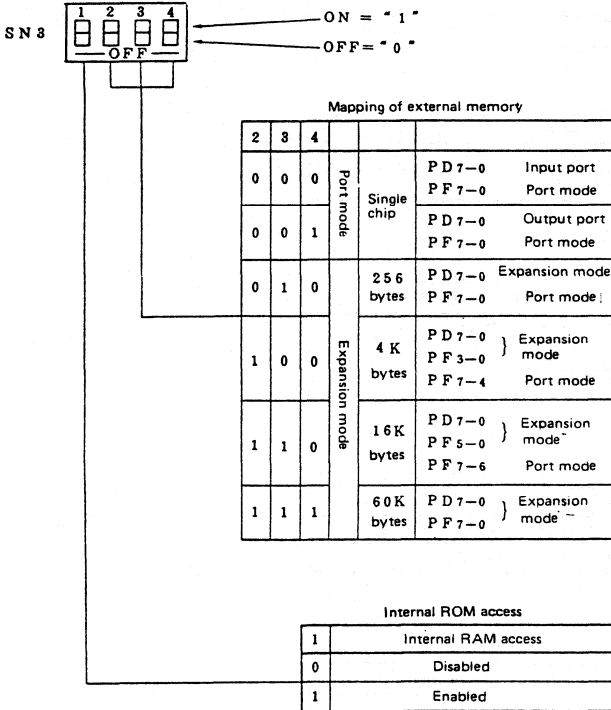 SN3
1 2 3 4
OFF
ON = "1"
OFF = "0"
Mapping of external memory
2 3 4
0 0 0 Port mode Single chip PD7-0 Input port
PF7-0 Port mode
0 0 1 PD7-0 Output port
PF7-0 Port mode
0 1 0 Expansion mode 256 bytes PD7-0 Expansion mode
PF7-0 Port mode
1 0 0 4K bytes PD7-0 } Expansion mode
PF3-0
PF7-4 Port mode
1 1 0 16K bytes PD7-0 } Expansion mode
PF5-0
PF7-6 Port mode
1 1 1 60K bytes PD7-0 } Expansion mode
PF7-0
Internal ROM access
1 Internal RAM access
0 Disabled
1 Enabled